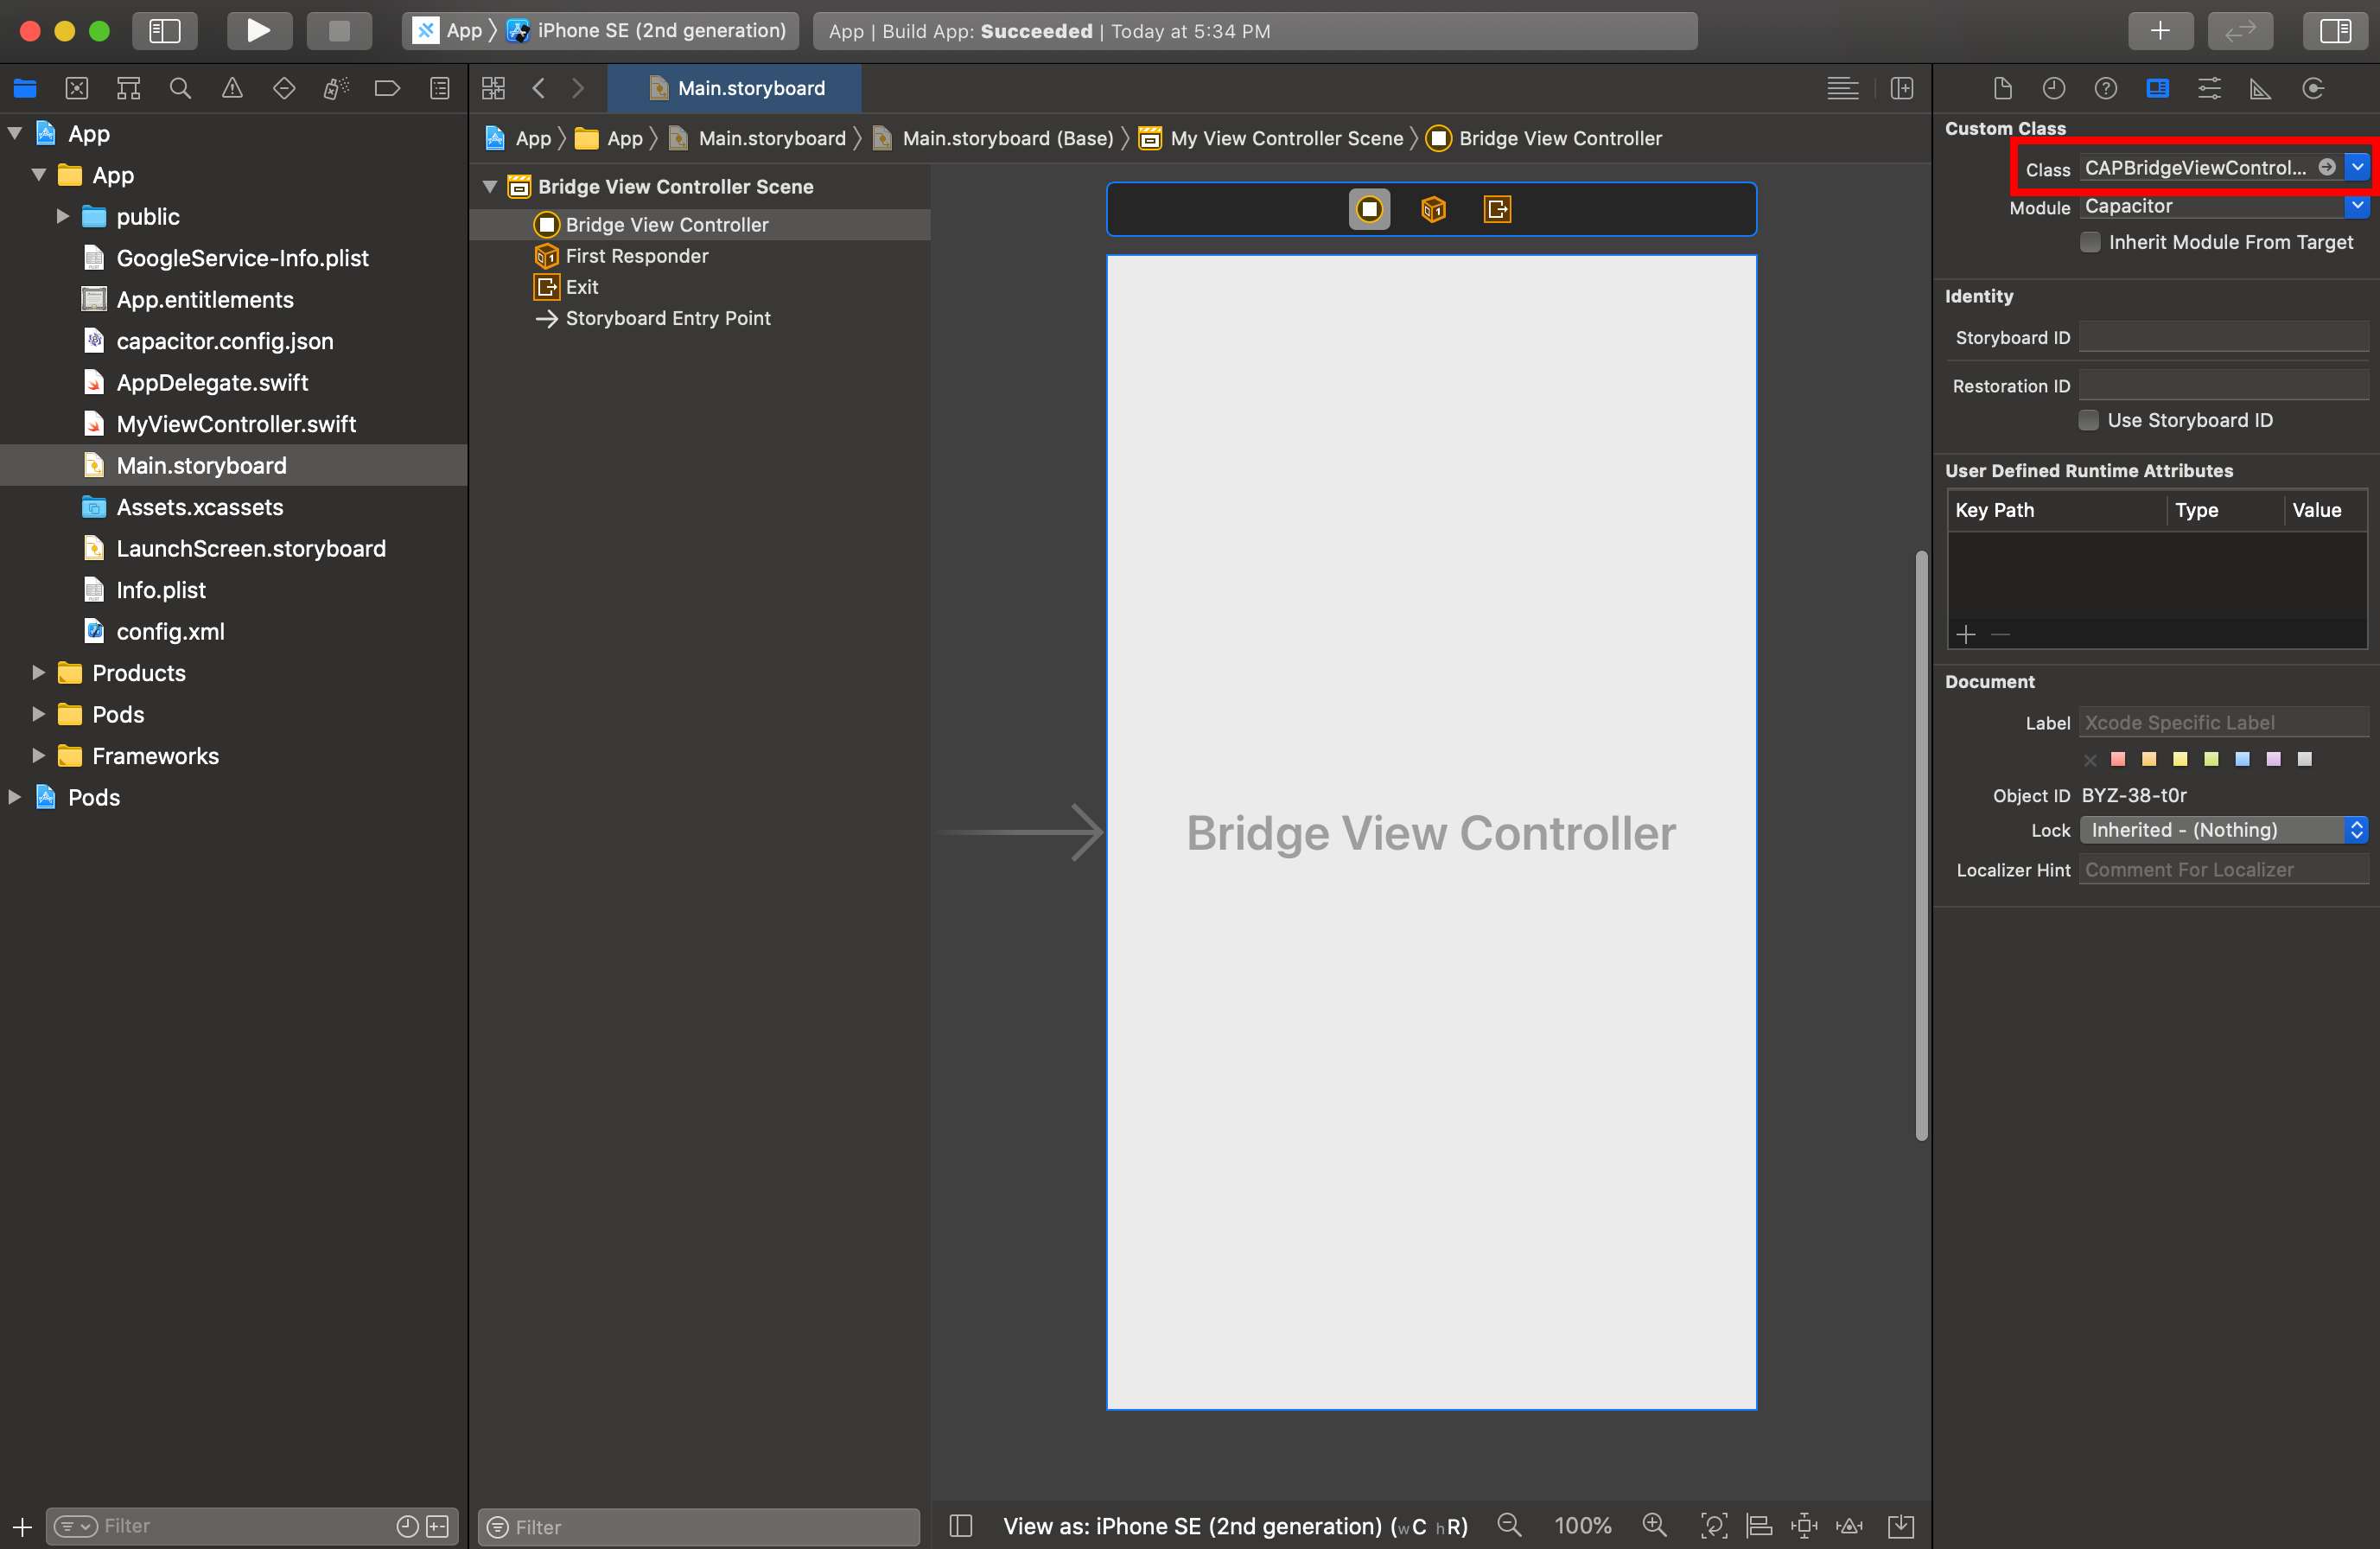 App
iPhone SE (2nd generation)
App | Build App: Succeeded | Today at 5:34 PM
Main.storyboard
App
App
Main.storyboard
Main.storyboard (Base)
My View Controller Scene
Bridge View Controller
App
App
public
GoogleService-Info.plist
App.entitlements
capacitor.config.json
AppDelegate.swift
MyViewController.swift
Main.storyboard
Assets.xcassets
LaunchScreen.storyboard
Info.plist
config.xml
Products
Pods
Frameworks
Pods
Filter
Bridge View Controller Scene
Bridge View Controller
First Responder
Exit
Storyboard Entry Point
Filter
Bridge View Controller
View as: iPhone SE (2nd generation) (wC hR)
100%
Custom Class
Class CAPBridgeViewControl...
Module Capacitor
Inherit Module From Target
Identity
Storyboard ID
Restoration ID
Use Storyboard ID
User Defined Runtime Attributes
Key Path Type Value
Document
Label Xcode Specific Label
Object ID BYZ-38-t0r
Lock Inherited - (Nothing)
Localizer Hint Comment For Localizer